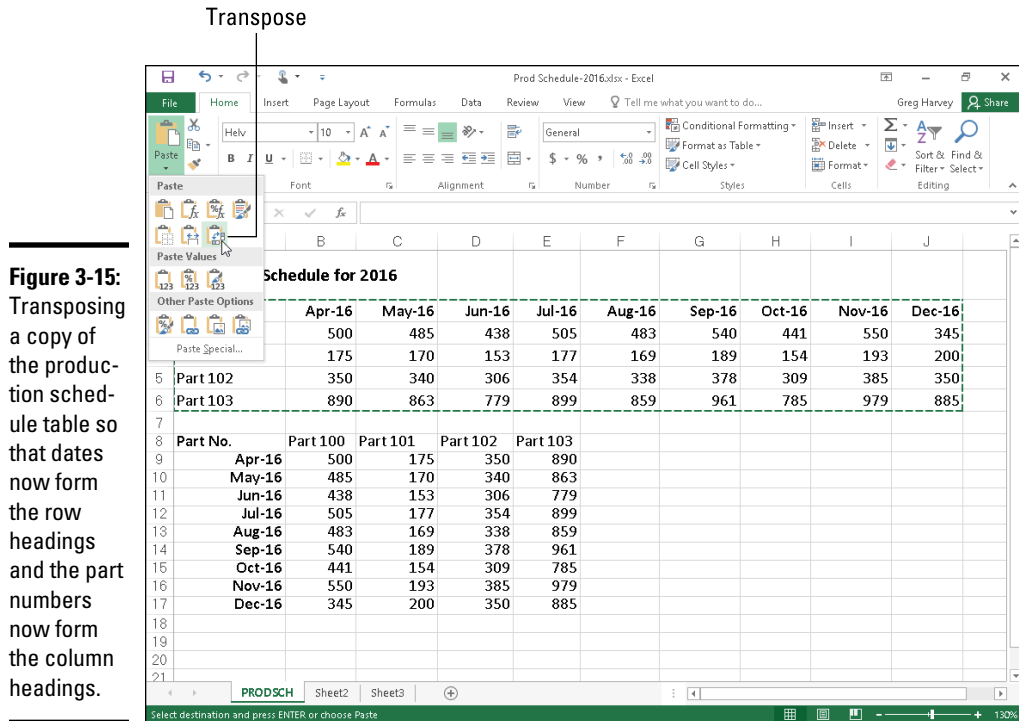 Transpose
Figure 3-15:
Transposing
a copy of
the produc-
tion sched-
ule table so
that dates
now form
the row
headings
and the part
numbers
now form
the column
headings.
Prod Schedule-2016.xlsx - Excel
File Home Insert Page Layout Formulas Data Review View Tell me what you want to do... Greg Harvey Share
Paste Helv 10 A A General Conditional Formatting Insert Σ A Z
B I U A $ % , .0 .00 .00 .0 Format as Table Delete Sort & Find &
Cell Styles Format Filter Select
Font Alignment Number Styles Cells Editing
Paste
fx %fx
fx
Paste Values
123 % 123 123
Other Paste Options
%
Paste Special...
B C D E F G H I J
Schedule for 2016
Apr-16 May-16 Jun-16 Jul-16 Aug-16 Sep-16 Oct-16 Nov-16 Dec-16
500 485 438 505 483 540 441 550 345
175 170 153 177 169 189 154 193 200
5 Part 102 350 340 306 354 338 378 309 385 350
6 Part 103 890 863 779 899 859 961 785 979 885
7
8 Part No. Part 100 Part 101 Part 102 Part 103
9 Apr-16 500 175 350 890
10 May-16 485 170 340 863
11 Jun-16 438 153 306 779
12 Jul-16 505 177 354 899
13 Aug-16 483 169 338 859
14 Sep-16 540 189 378 961
15 Oct-16 441 154 309 785
16 Nov-16 550 193 385 979
17 Dec-16 345 200 350 885
18
19
20
21
PRODSCH Sheet2 Sheet3
Select destination and press ENTER or choose Paste 130%